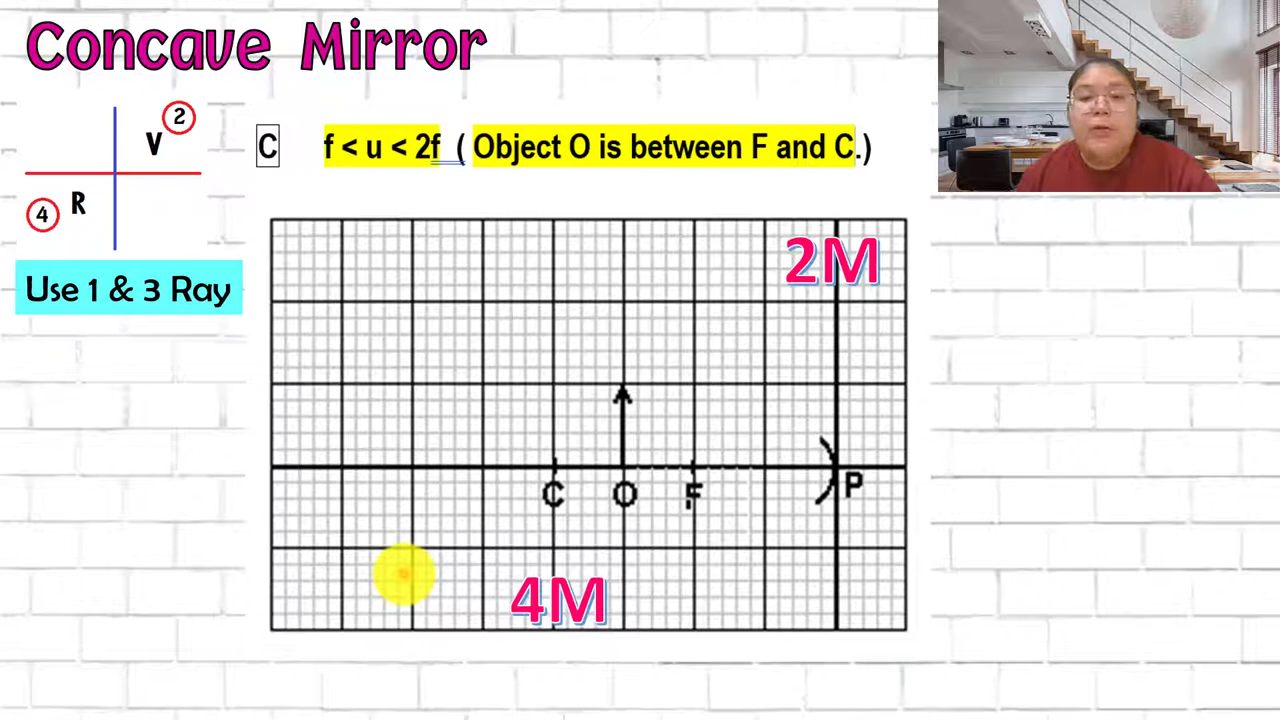 Concave Mirror
2
V
4 R
Use 1 & 3 Ray
C f < u < 2f ( Object O is between F and C.)
2M
C O F P
4M